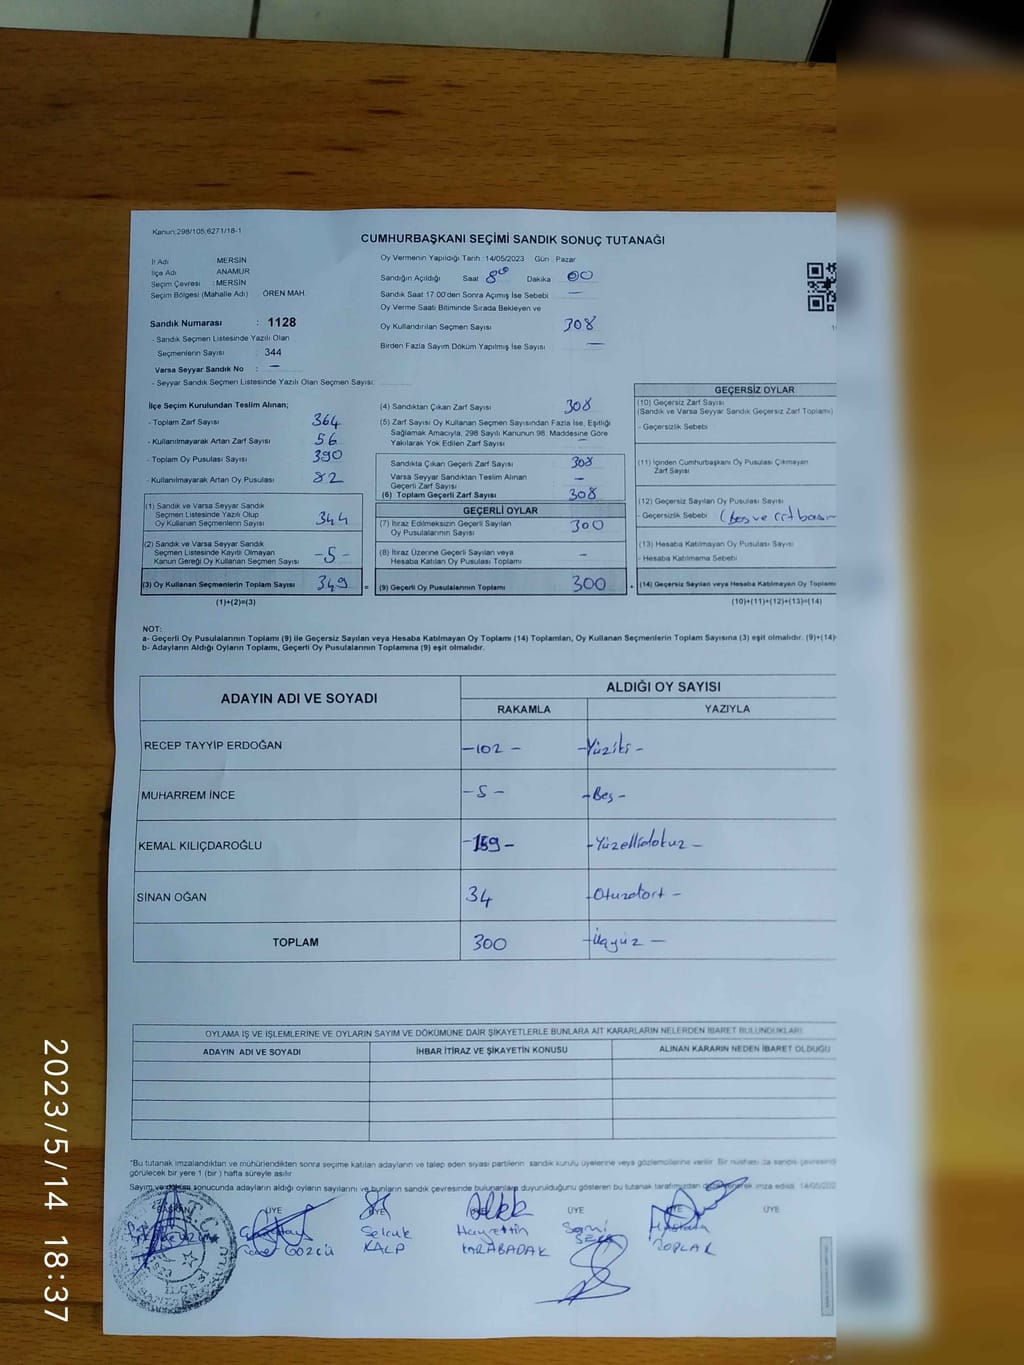 Kanun;298/105;6271/18-1
CUMHURBAŞKANI SEÇİMİ SANDIK SONUÇ TUTANAĞI
İl Adı MERSİN
İlçe Adı ANAMUR
Seçim Çevresi : MERSİN
Seçim Bölgesi (Mahalle Adı) ÖREN MAH.
Sandık Numarası : 1128
- Sandık Seçmen Listesinde Yazılı Olan
Seçmenlerin Sayısı : 344
Varsa Seyyar Sandık No : —
- Seyyar Sandık Seçmen Listesinde Yazılı Olan Seçmen Sayısı:
Oy Vermenin Yapıldığı Tarih : 14/05/2023 Gün : Pazar
Sandığın Açıldığı Saat 8⁰⁰ Dakika 00
Sandık Saat 17.00'den Sonra Açımış İse Sebebi —
Oy Verme Saati Bitiminde Sırada Bekleyen ve
Oy Kullandırılan Seçmen Sayısı 308
Birden Fazla Sayım Döküm Yapılmış İse Sayısı —
İlçe Seçim Kurulundan Teslim Alınan;
- Toplam Zarf Sayısı 364
- Kullanılmayarak Artan Zarf Sayısı 56
- Toplam Oy Pusulası Sayısı 390
- Kullanılmayarak Artan Oy Pusulası 82
(1) Sandık ve Varsa Seyyar Sandık
Seçmen Listesinde Yazılı Olup
Oy Kullanan Seçmenlerin Sayısı 344
(2) Sandık ve Varsa Seyyar Sandık
Seçmen Listesinde Kayıtlı Olmayan
Kanun Gereği Oy Kullanan Seçmen Sayısı -5-
(3) Oy Kullanan Seçmenlerin Toplam Sayısı 349 =
(1)+(2)=(3)
(4) Sandıktan Çıkan Zarf Sayısı 308
(5) Zarf Sayısı Oy Kullanan Seçmen Sayısından Fazla İse, Eşitliği
Sağlamak Amacıyla, 298 Sayılı Kanunun 98. Maddesine Göre
Yakılarak Yok Edilen Zarf Sayısı —
Sandıkta Çıkan Geçerli Zarf Sayısı 308
Varsa Seyyar Sandıktan Teslim Alınan
Geçerli Zarf Sayısı —
(6) Toplam Geçerli Zarf Sayısı 308
GEÇERLİ OYLAR
(7) İtiraz Edilmeksizin Geçerli Sayılan
Oy Pusulalarının Sayısı 300
(8) İtiraz Üzerine Geçerli Sayılan veya
Hesaba Katılan Oy Pusulası Toplamı -
(9) Geçerli Oy Pusulalarının Toplamı 300 +
GEÇERSİZ OYLAR
(10) Geçersiz Zarf Sayısı
(Sandık ve Varsa Seyyar Sandık Geçersiz Zarf Toplamı)
- Geçersizlik Sebebi
(11) İçinden Cumhurbaşkanı Oy Pusulası Çıkmayan
Zarf Sayısı
(12) Geçersiz Sayılan Oy Pusulası Sayısı
- Geçersizlik Sebebi (Boş ve
(13) Hesaba Katılmayan Oy Pusulası Sayısı
- Hesaba Katılmama Sebebi
(14) Geçersiz Sayılan veya Hesaba Katılmayan Oy
(10)+(11)+(12)+(13)=(14)
NOT:
a- Geçerli Oy Pusulalarının Toplamı (9) ile Geçersiz Sayılan veya Hesaba Katılmayan Oy Toplamı (14) Toplamları, Oy Kullanan Seçmenlerin Toplam Sayısına (3) eşit olmalıdır. (9)+(14)
b- Adayların Aldığı Oyların Toplamı, Geçerli Oy Pusulalarının Toplamına (9) eşit olmalıdır.
ADAYIN ADI VE SOYADI ALDIĞI OY SAYISI
RAKAMLA YAZIYLA
RECEP TAYYİP ERDOĞAN -102- -Yüziki-
MUHARREM İNCE -5- -Beş-
KEMAL KILIÇDAROĞLU -159- -Yüzellidokuz-
SİNAN OĞAN 34 -Otuzdört-
TOPLAM 300 -Üçyüz-
OYLAMA İŞ VE İŞLEMLERİNE VE OYLARIN SAYIM VE DÖKÜMÜNE DAİR ŞİKAYETLERLE BUNLARA AİT KARARLARIN NELERDEN İBARET BULUNDUKLARI
ADAYIN ADI VE SOYADI İHBAR İTİRAZ VE ŞİKAYETİN KONUSU ALINAN KARARIN NEDEN İBARET OLDUĞU
*Bu tutanak imzalandıktan ve mühürlendikten sonra seçime katılan adayların ve talep eden siyasi partilerin sandık kurulu üyelerine veya gözlemcilerine verilir. Bir nüshası da sandık çevresinde
görülecek bir yere 1 (bir ) hafta süreyle asılır.
Sayım ve döküm sonucunda adayların aldığı oyların sayılarını ve bunların sandık çevresinde bulunanlara duyurulduğunu gösteren bu tutanak tarafımızdan düzenlenerek imza edildi. 14/05/202
BAŞKAN ÜYE ÜYE ÜYE ÜYE ÜYE
GÖZCÜ Selcuk KALP Hayrettin KARABADAK TOPLAK
2023/5/14 18:37